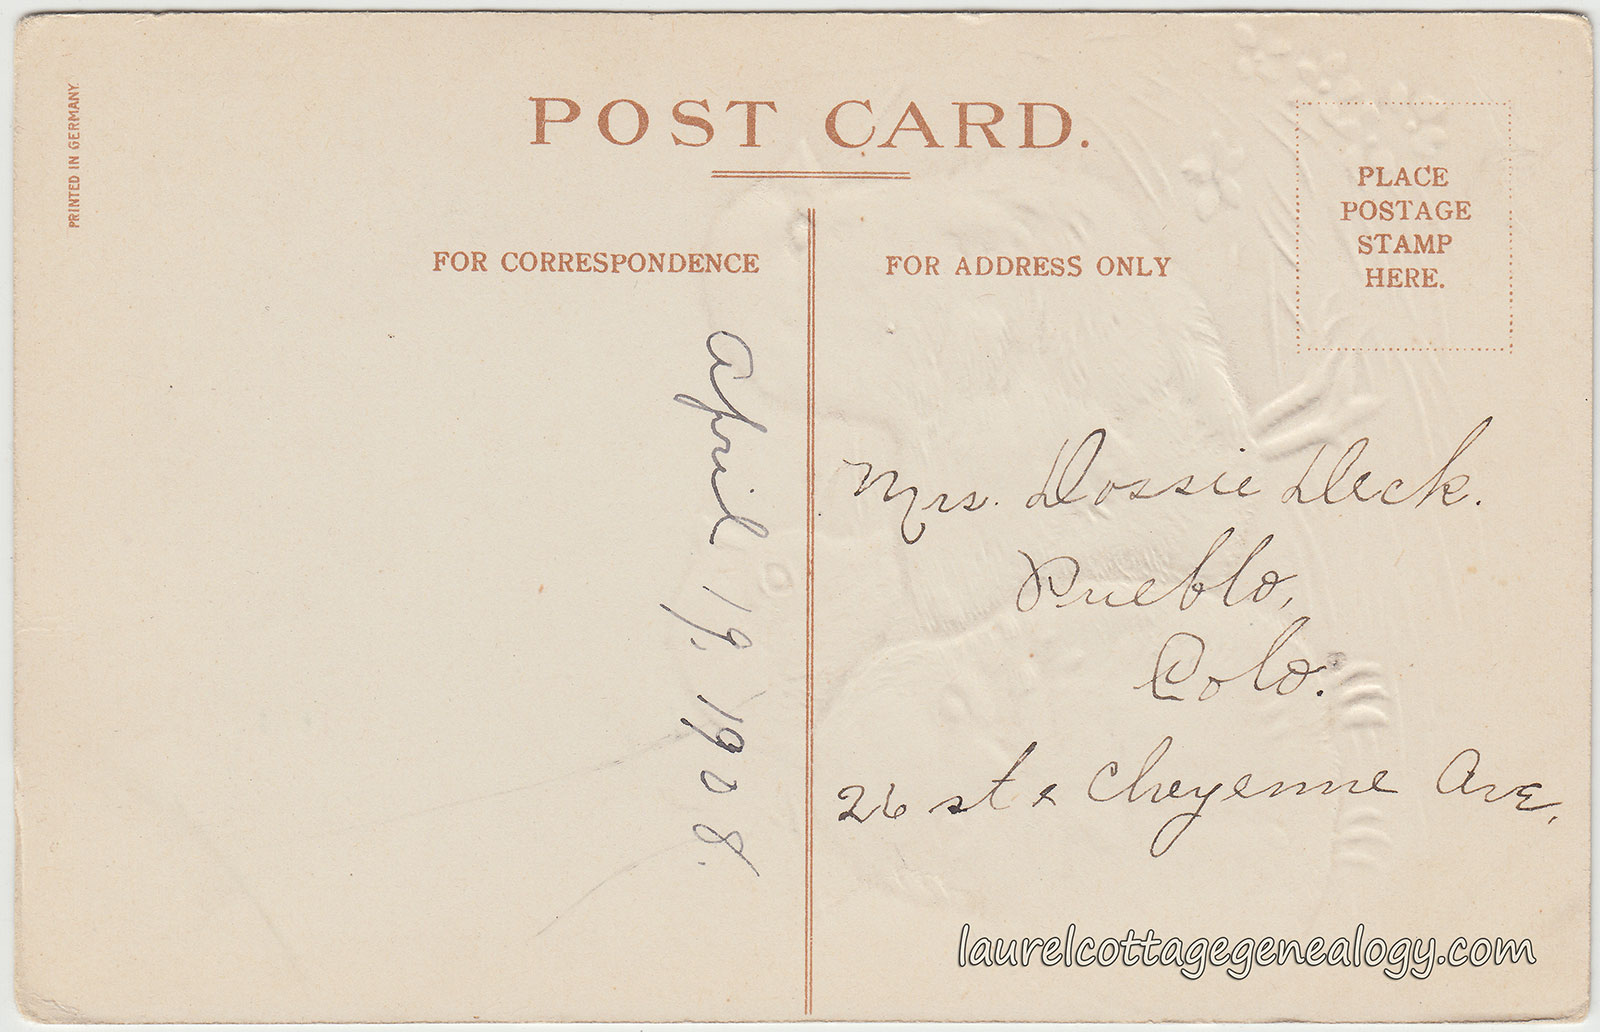 PRINTED IN GERMANY
POST CARD.
FOR CORRESPONDENCE
FOR ADDRESS ONLY
PLACE
POSTAGE
STAMP
HERE.
April 19, 1908.
Mrs. Dossie Deck.
Pueblo,
Colo.
26 st & Cheyenne Ave,
laurelcottagegenealogy.com